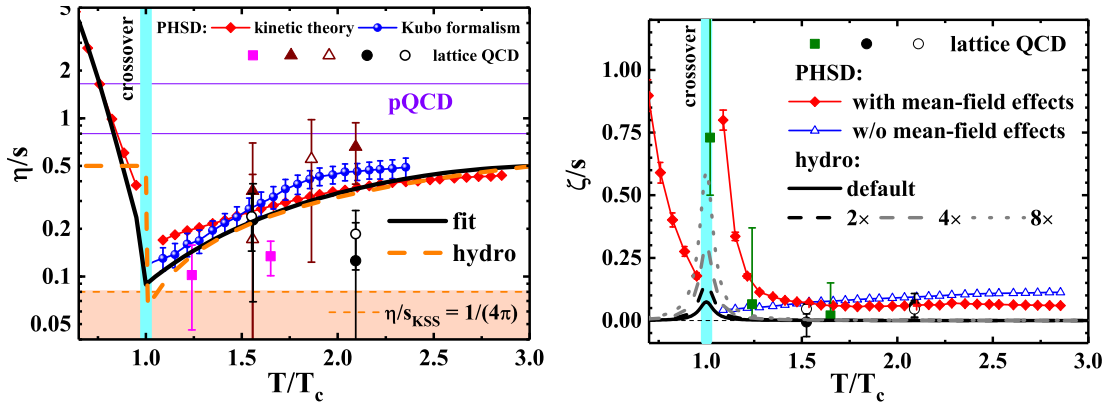 5
2
1
0.5
0.2
0.1
0.05
η/s
PHSD: kinetic theory Kubo formalism
lattice QCD
crossover
pQCD
fit
hydro
η/s_KSS = 1/(4π)
1.0 1.5 2.0 2.5 3.0
T/T_c
1.00
0.75
0.50
0.25
0.00
ζ/s
crossover
lattice QCD
PHSD:
with mean-field effects
w/o mean-field effects
hydro:
default
2× 4× 8×
1.0 1.5 2.0 2.5 3.0
T/T_c